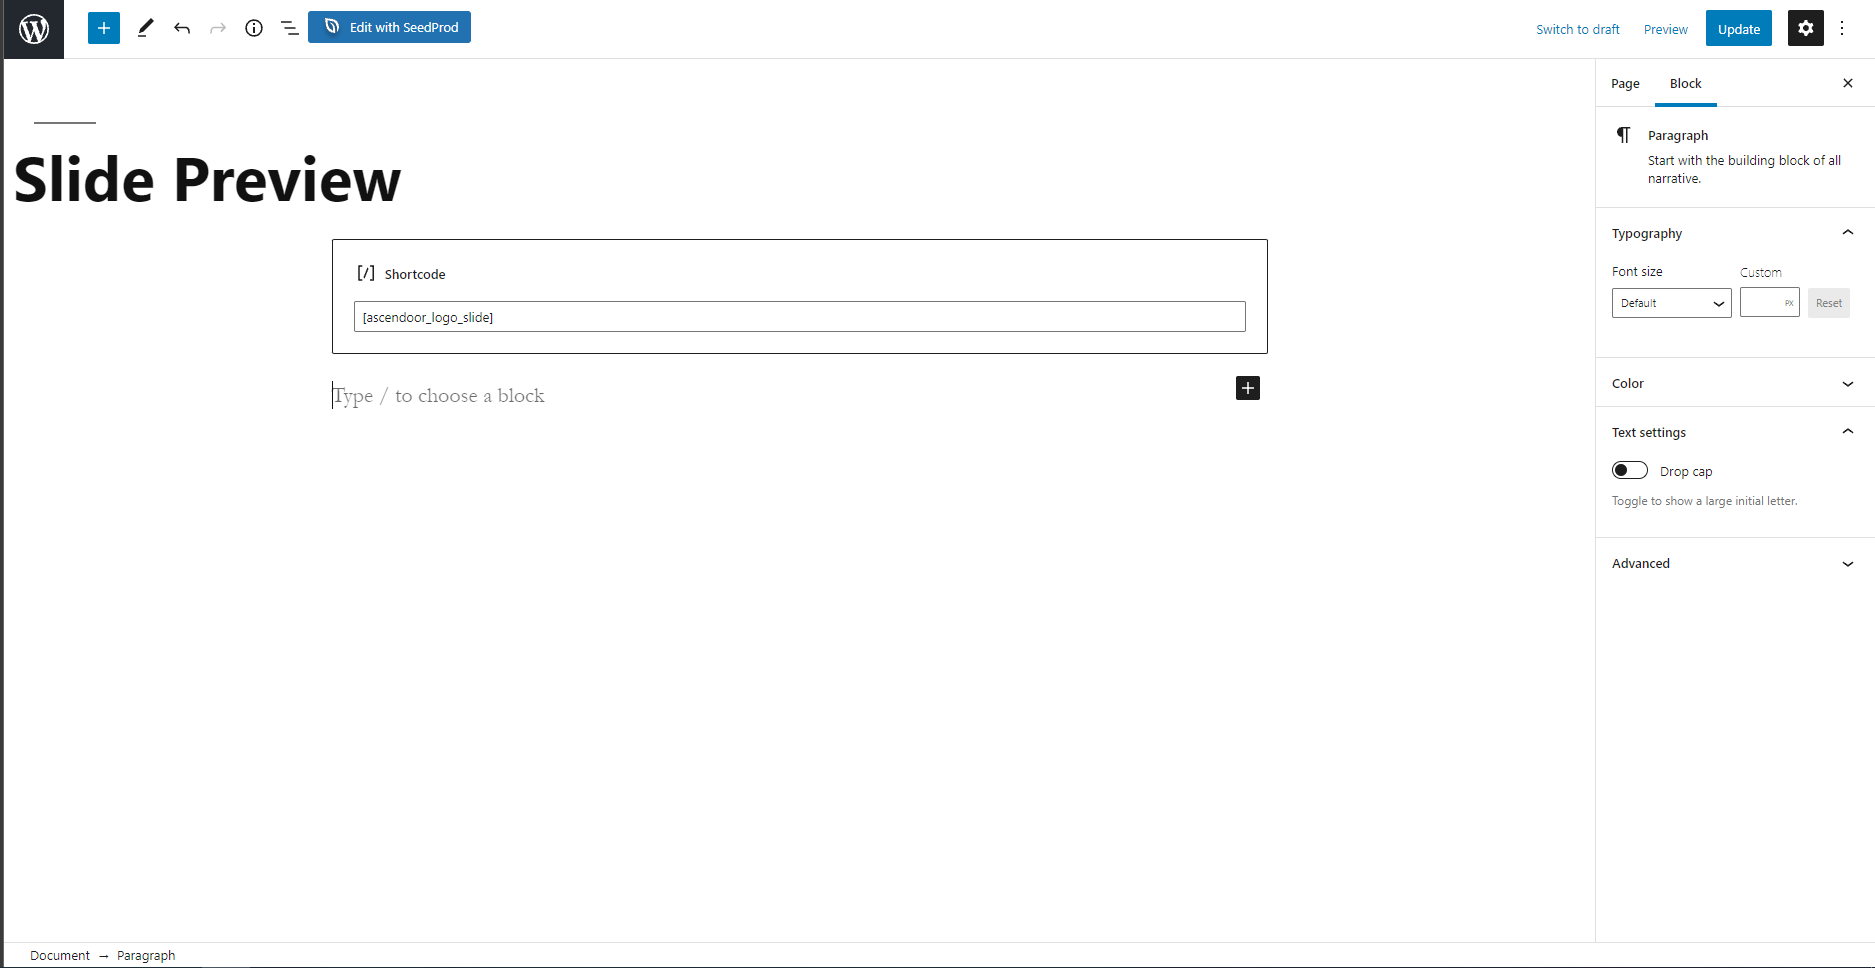 Edit with SeedProd
Switch to draft
Preview
Update
Page
Block
Paragraph
Start with the building block of all
narrative.
Slide Preview
Shortcode
[ascendoor_logo_slide]
Type / to choose a block
Typography
Font size
Custom
Default
PX
Reset
Color
Text settings
Drop cap
Toggle to show a large initial letter.
Advanced
Document → Paragraph